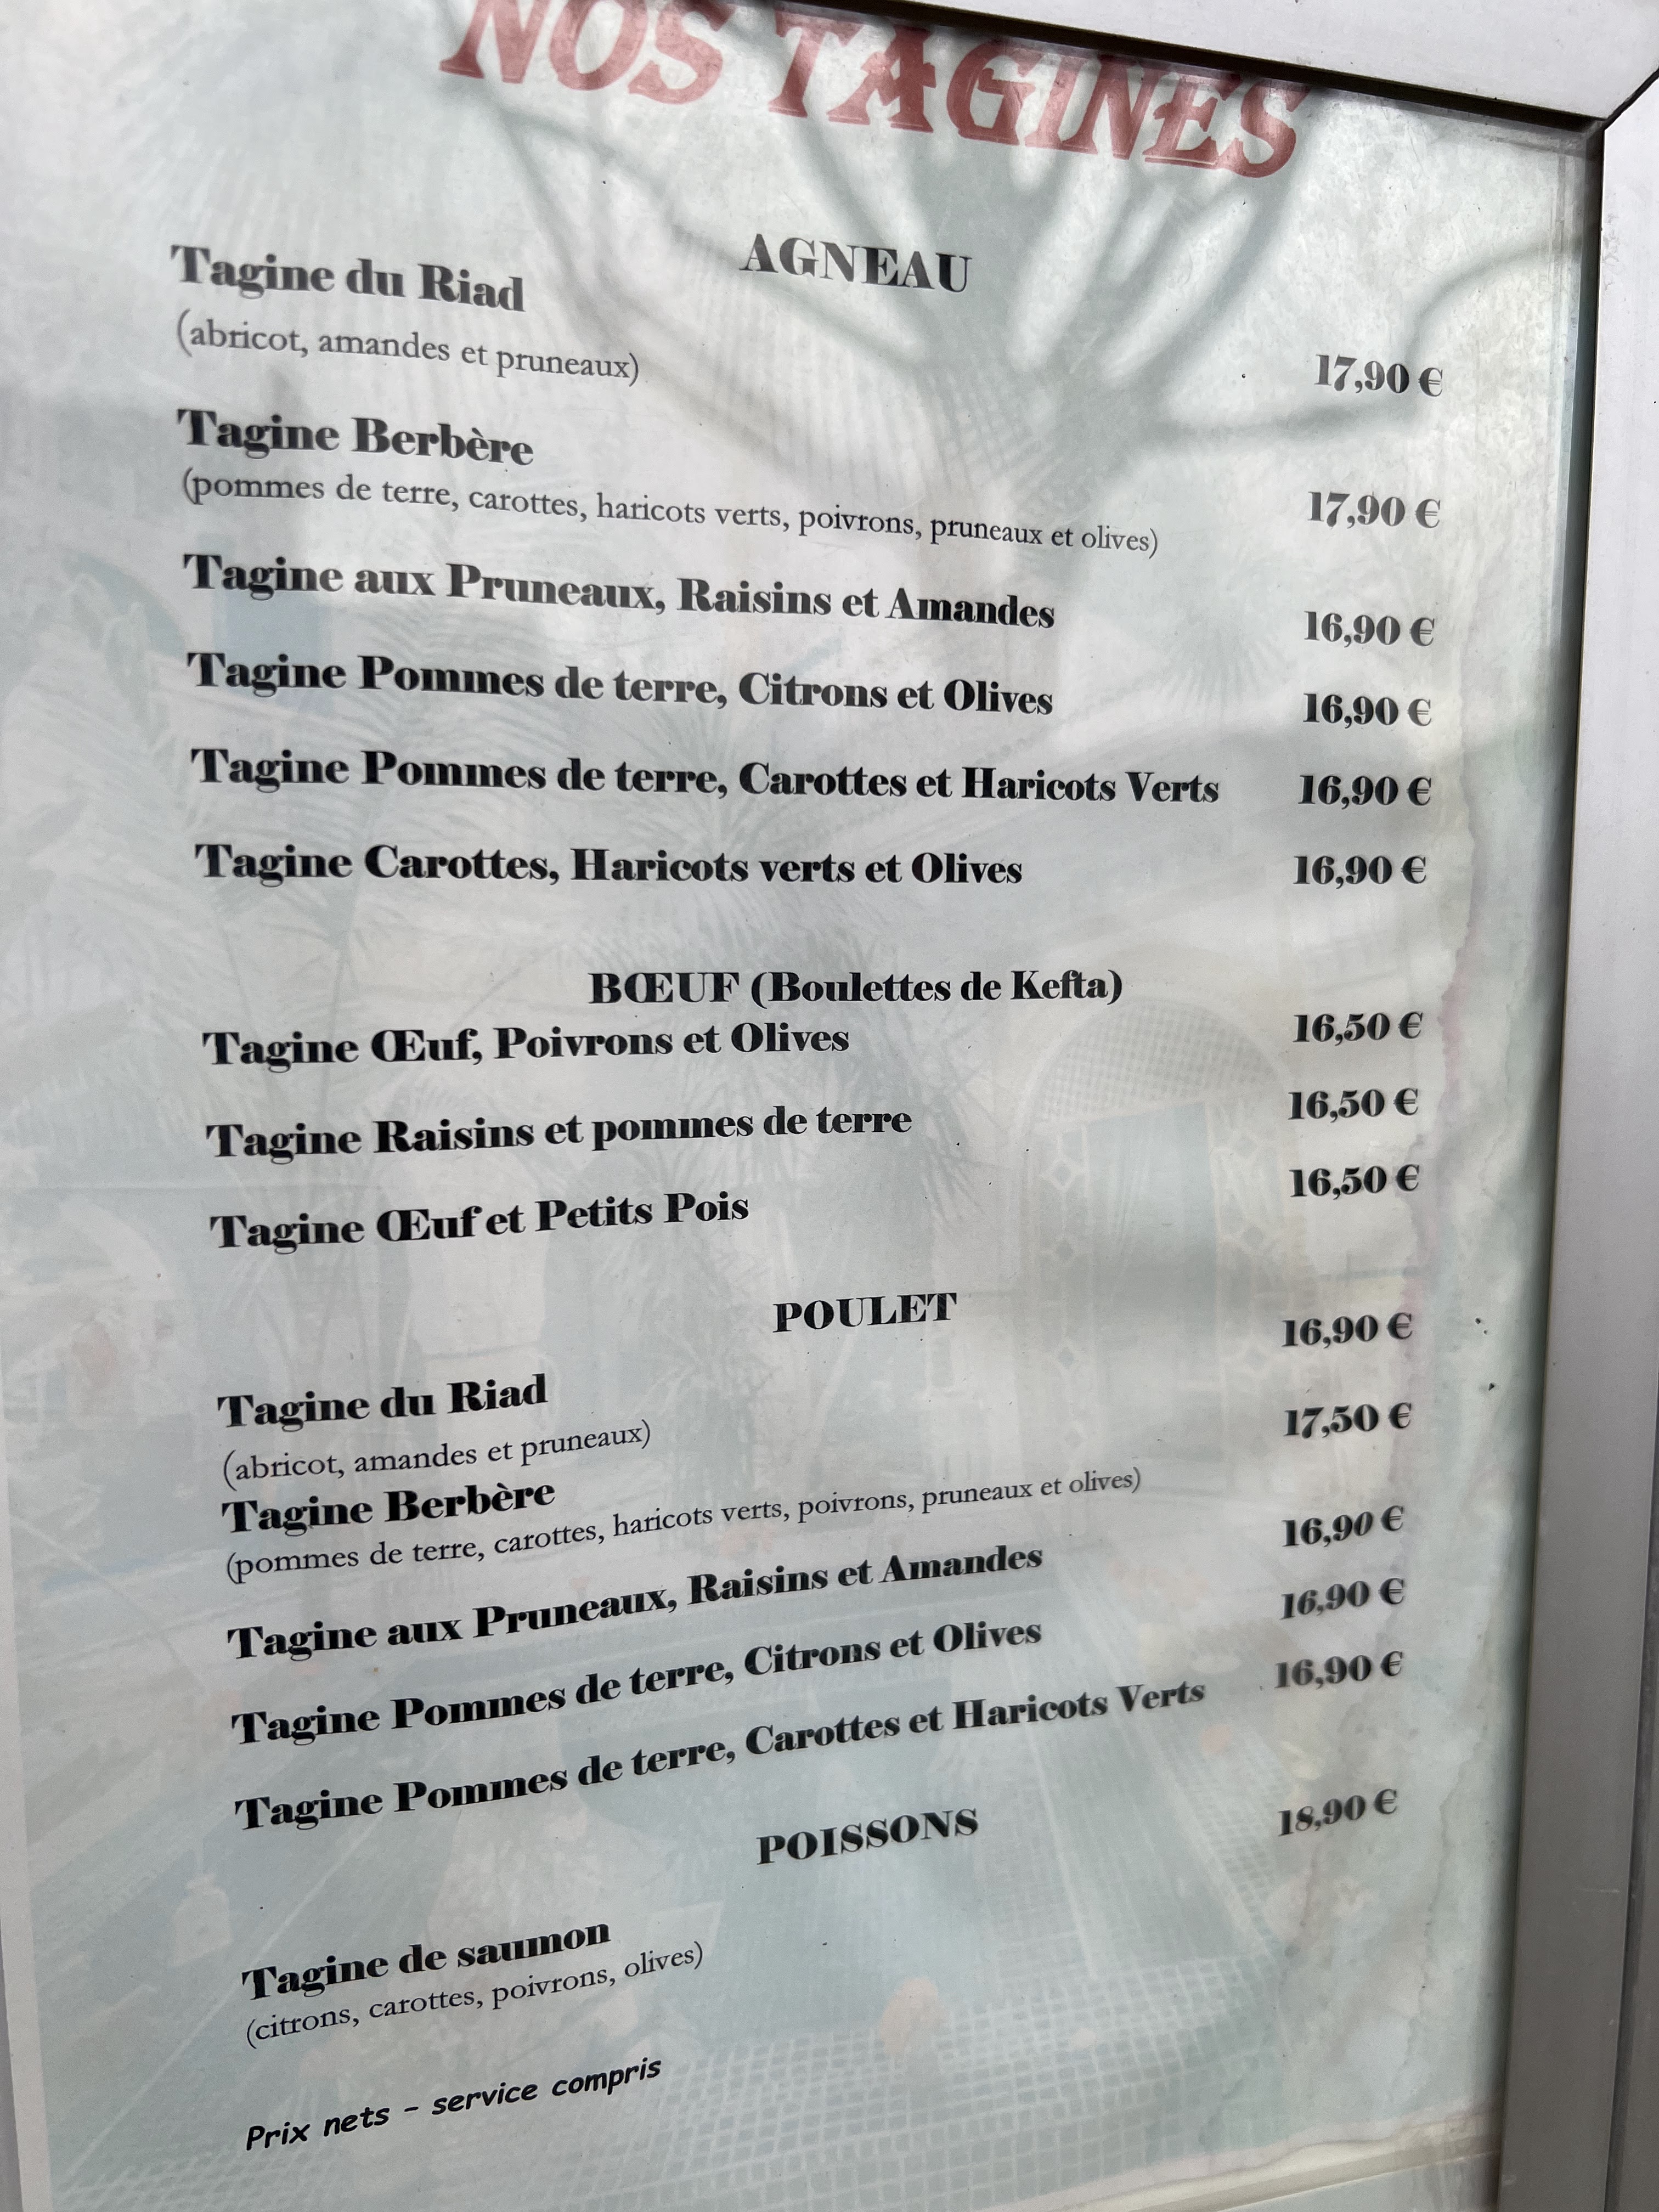 NOS TAGINES
AGNEAU
Tagine du Riad
(abricot, amandes et pruneaux) 17,90 €
Tagine Berbère
(pommes de terre, carottes, haricots verts, poivrons, pruneaux et olives) 17,90 €
Tagine aux Pruneaux, Raisins et Amandes 16,90 €
Tagine Pommes de terre, Citrons et Olives 16,90 €
Tagine Pommes de terre, Carottes et Haricots Verts 16,90 €
Tagine Carottes, Haricots verts et Olives 16,90 €
BŒUF (Boulettes de Kefta)
Tagine Œuf, Poivrons et Olives 16,50 €
Tagine Raisins et pommes de terre 16,50 €
Tagine Œuf et Petits Pois 16,50 €
POULET
Tagine du Riad 16,90 €
(abricot, amandes et pruneaux)
Tagine Berbère 17,50 €
(pommes de terre, carottes, haricots verts, poivrons, pruneaux et olives)
Tagine aux Pruneaux, Raisins et Amandes 16,90 €
Tagine Pommes de terre, Citrons et Olives 16,90 €
Tagine Pommes de terre, Carottes et Haricots Verts 16,90 €
POISSONS
Tagine de saumon 18,90 €
(citrons, carottes, poivrons, olives)
Prix nets - service compris